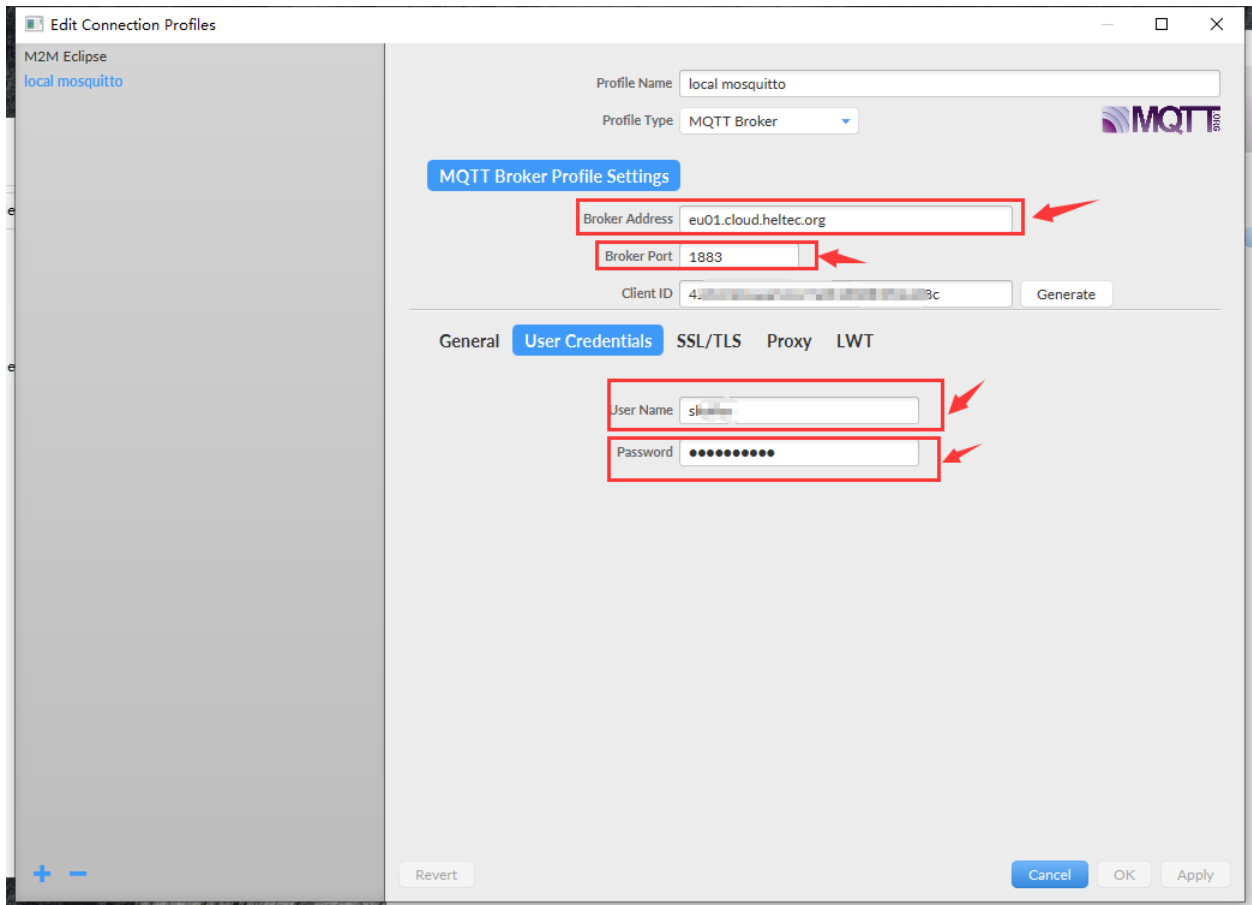 Edit Connection Profiles
M2M Eclipse
local mosquitto
Profile Name local mosquitto
Profile Type MQTT Broker
MQTT.ORG
MQTT Broker Profile Settings
Broker Address eu01.cloud.heltec.org
Broker Port 1883
Client ID Generate
General User Credentials SSL/TLS Proxy LWT
User Name
Password ●●●●●●●●●●
Revert Cancel OK Apply